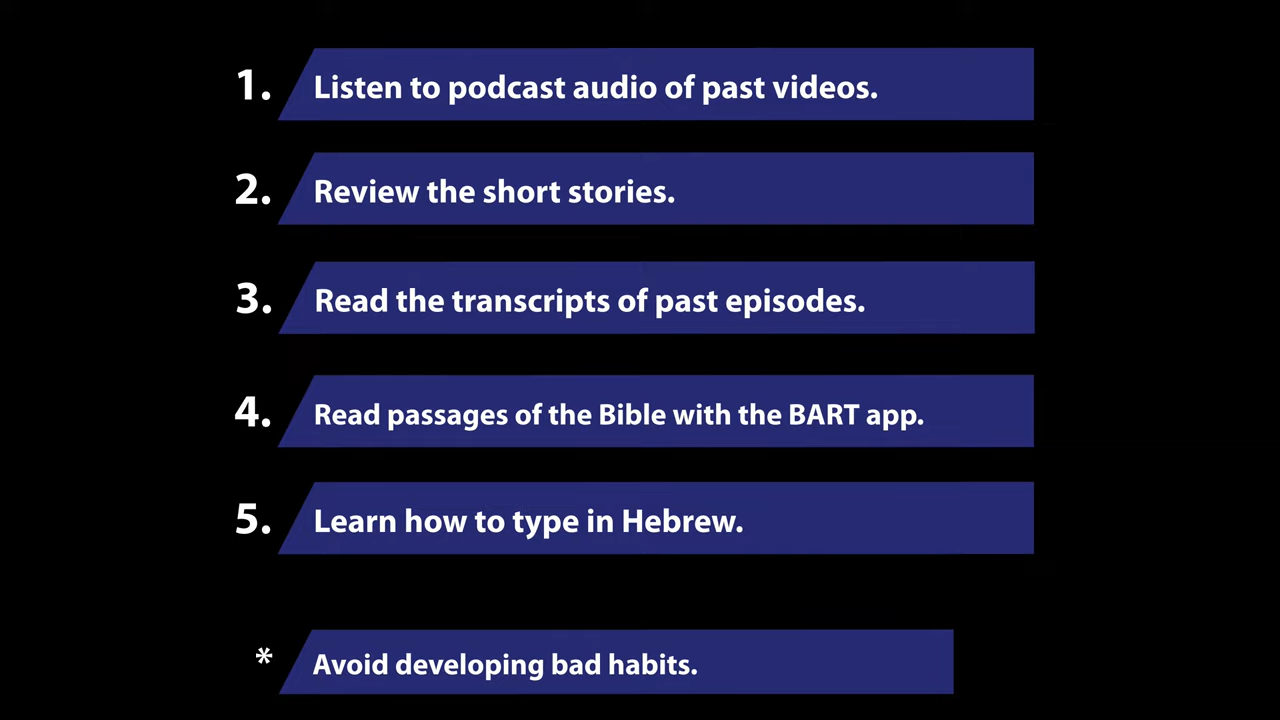 1. Listen to podcast audio of past videos.
2. Review the short stories.
3. Read the transcripts of past episodes.
4. Read passages of the Bible with the BART app.
5. Learn how to type in Hebrew.
* Avoid developing bad habits.